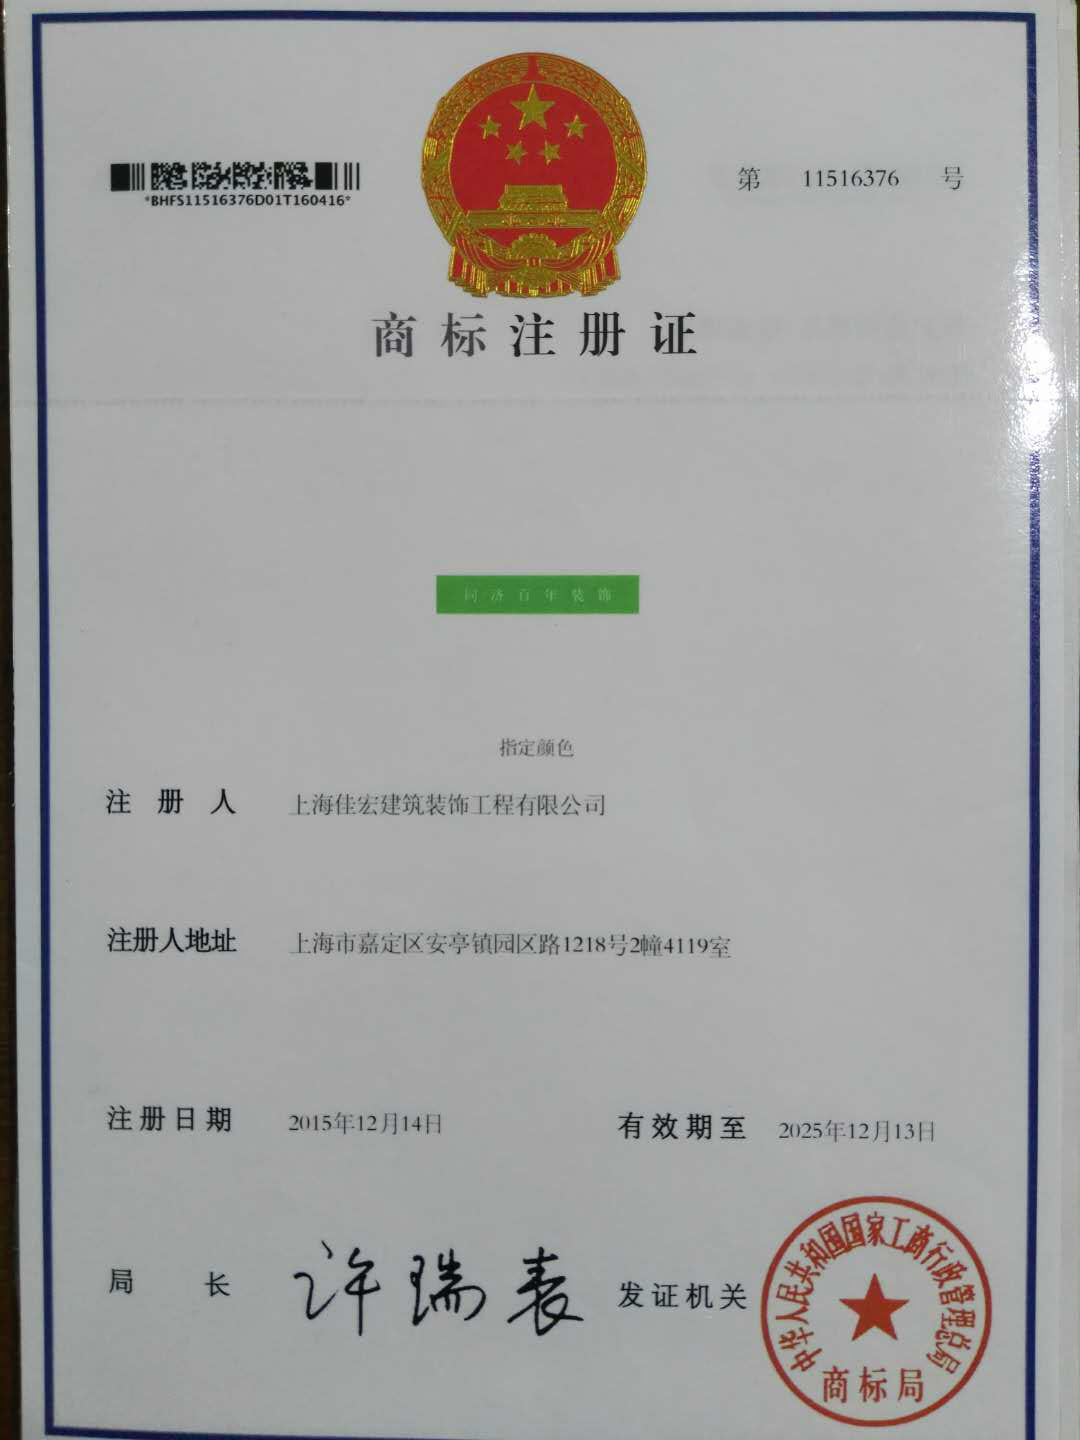 第 11516376 号
*BHFS11516376D01T160416*
商标注册证
同济百年装饰
指定颜色
注册人 上海佳宏建筑装饰工程有限公司
注册人地址 上海市嘉定区安亭镇园区路1218号2幢4119室
注册日期 2015年12月14日 有效期至 2025年12月13日
局长 许瑞表 发证机关
中华人民共和国国家工商行政管理总局
商标局